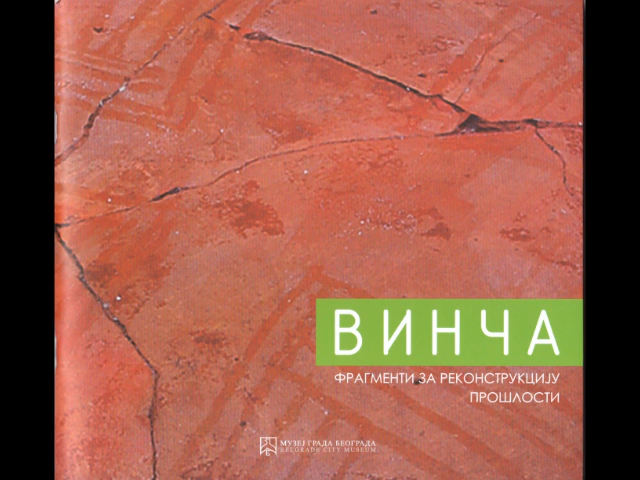 ВИНЧА
ФРАГМЕНТИ ЗА РЕКОНСТРУКЦИЈУ
ПРОШЛОСТИ
МУЗЕЈ ГРАДА БЕОГРАДА
BELGRADE CITY MUSEUM